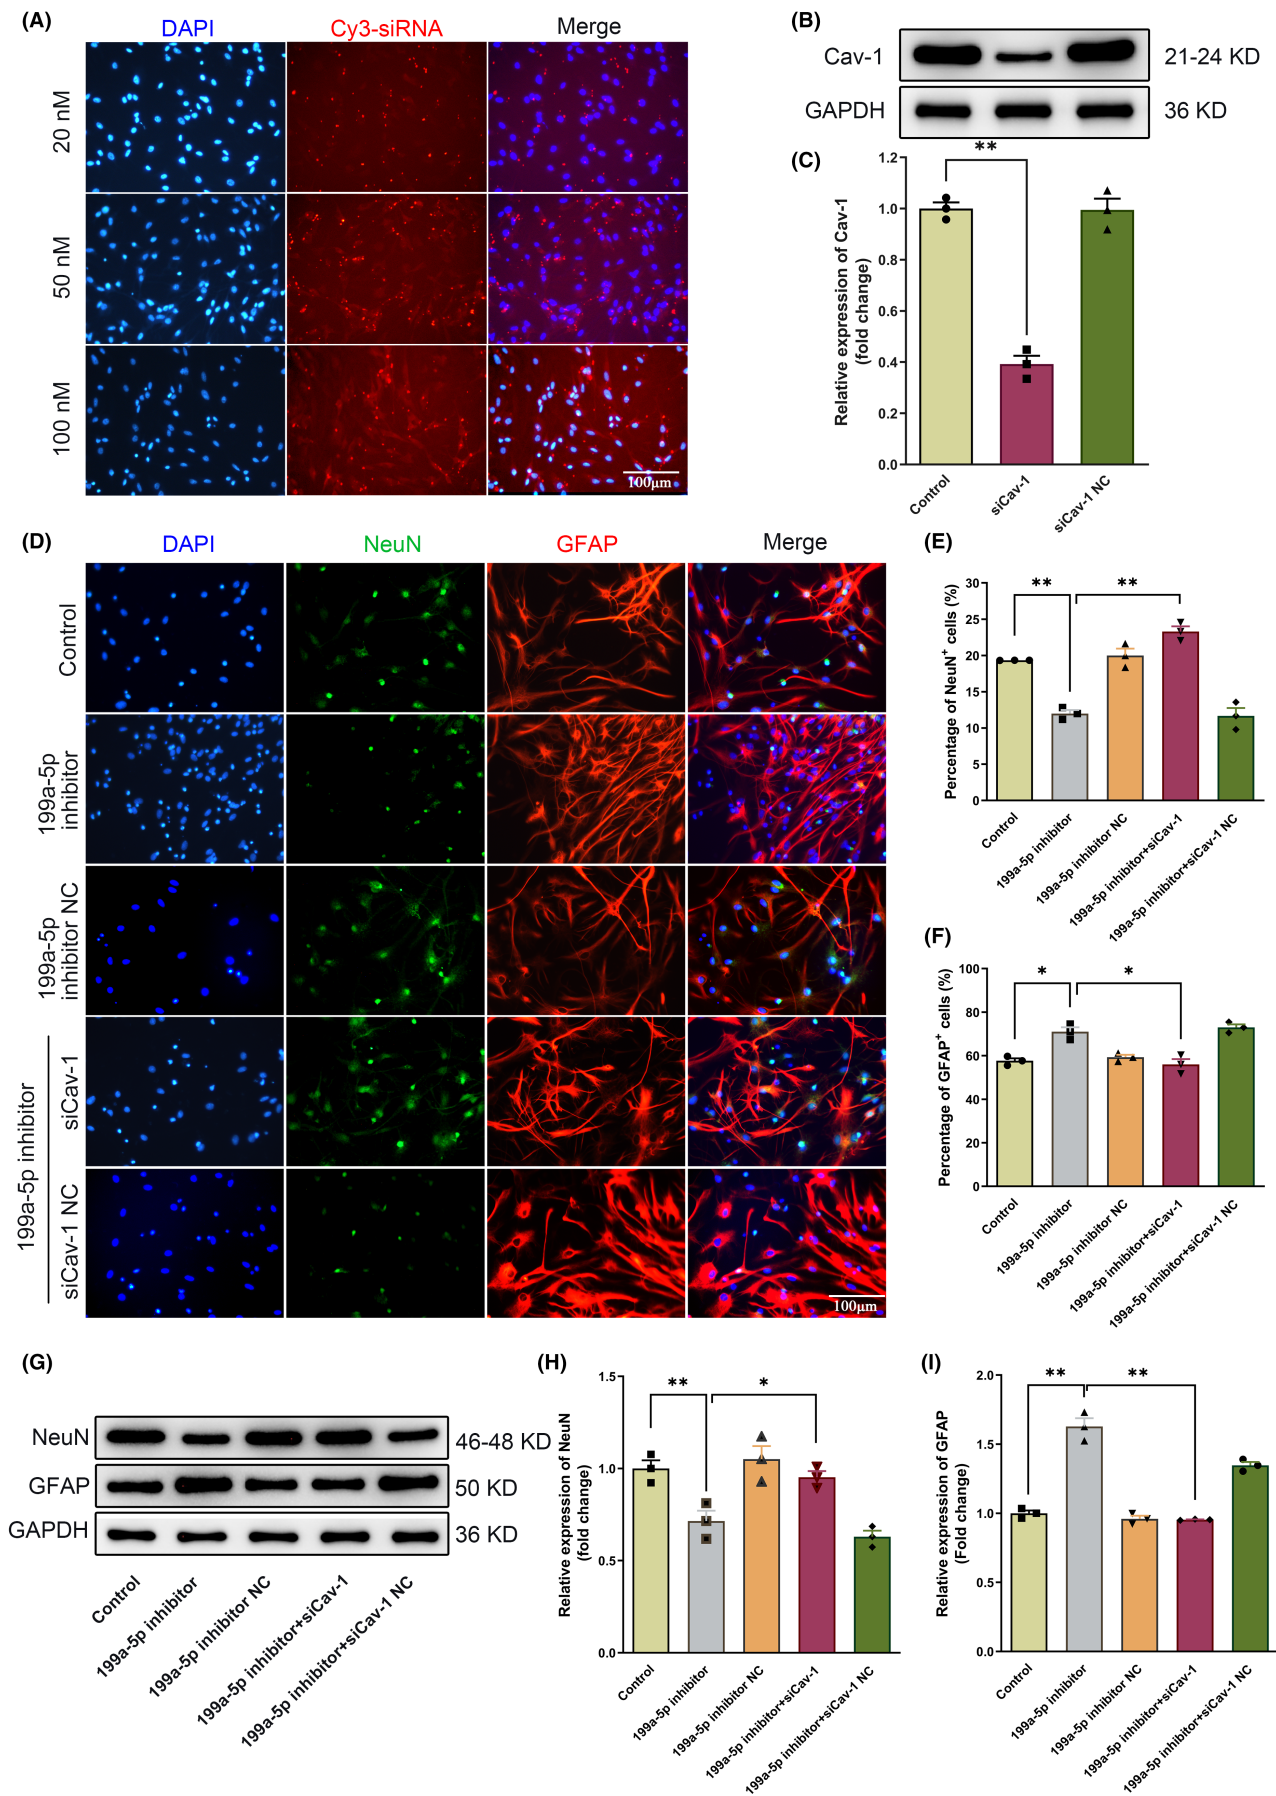 (A)
DAPI Cy3-siRNA Merge
20 nM
50 nM
100 nM
100μm
(B)
Cav-1 21-24 KD
GAPDH 36 KD
(C)
**
Relative expression of Cav-1
(fold change)
1.2
1.0
0.8
0.6
0.4
0.2
0.0
Control
siCav-1
siCav-1 NC
(D)
DAPI NeuN GFAP Merge
Control
199a-5p
inhibitor
199a-5p
inhibitor NC
199a-5p inhibitor
siCav-1
siCav-1 NC
100μm
(E)
** **
Percentage of NeuN+ cells (%)
30
25
20
15
10
5
0
Control
199a-5p inhibitor
199a-5p inhibitor NC
199a-5p inhibitor+siCav-1
199a-5p inhibitor+siCav-1 NC
(F)
* *
Percentage of GFAP+ cells (%)
100
80
60
40
20
0
Control
199a-5p inhibitor
199a-5p inhibitor NC
199a-5p inhibitor+siCav-1
199a-5p inhibitor+siCav-1 NC
(G)
NeuN 46-48 KD
GFAP 50 KD
GAPDH 36 KD
Control
199a-5p inhibitor
199a-5p inhibitor NC
199a-5p inhibitor+siCav-1
199a-5p inhibitor+siCav-1 NC
(H)
** *
Relative expression of NeuN
(fold change)
1.5
1.0
0.5
0.0
Control
199a-5p inhibitor
199a-5p inhibitor NC
199a-5p inhibitor+siCav-1
199a-5p inhibitor+siCav-1 NC
(I)
** **
Relative expression of GFAP
(Fold change)
2.0
1.5
1.0
0.5
0.0
Control
199a-5p inhibitor
199a-5p inhibitor NC
199a-5p inhibitor+siCav-1
199a-5p inhibitor+siCav-1 NC